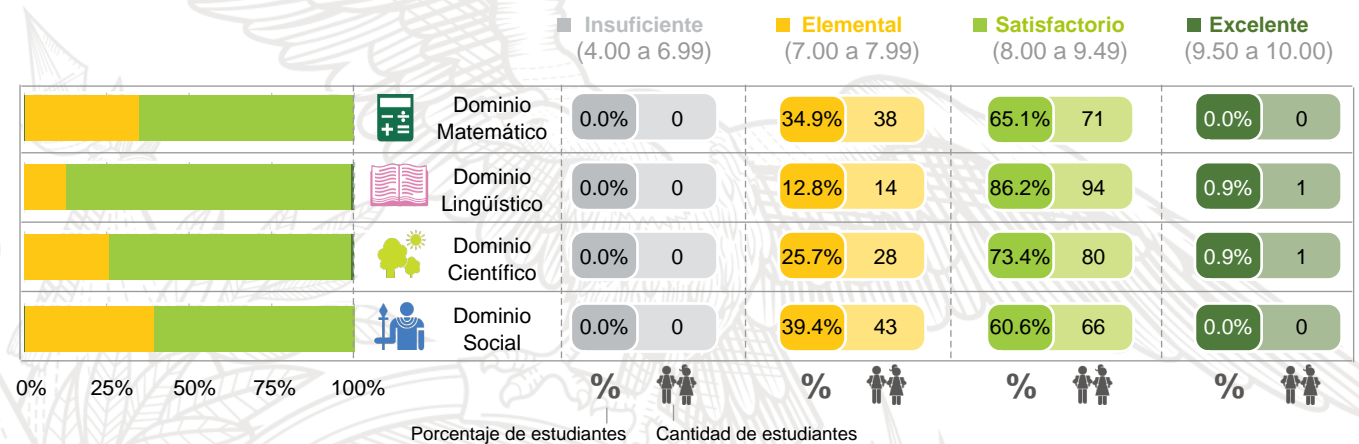 Insuficiente Elemental Satisfactorio Excelente
(4.00 a 6.99) (7.00 a 7.99) (8.00 a 9.49) (9.50 a 10.00)
Dominio
Matemático
0.0% 0 34.9% 38 65.1% 71 0.0% 0
Dominio
Lingüístico
0.0% 0 12.8% 14 86.2% 94 0.9% 1
Dominio
Científico
0.0% 0 25.7% 28 73.4% 80 0.9% 1
Dominio
Social
0.0% 0 39.4% 43 60.6% 66 0.0% 0
0% 25% 50% 75% 100% % % % %
Porcentaje de estudiantes Cantidad de estudiantes